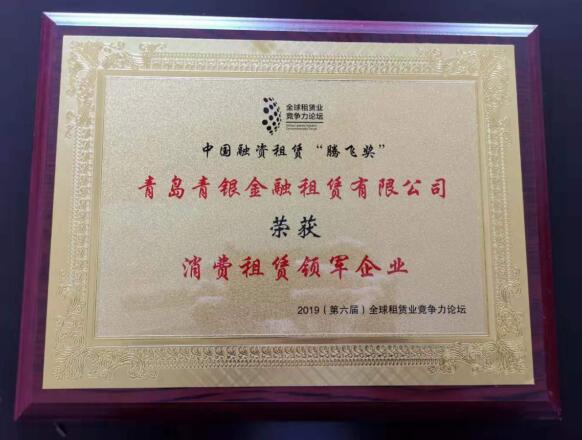 全球租赁业
竞争力论坛
中国融资租赁“腾飞奖”
青岛青银金融租赁有限公司
荣获
消费租赁领军企业
2019（第六届）全球租赁业竞争力论坛